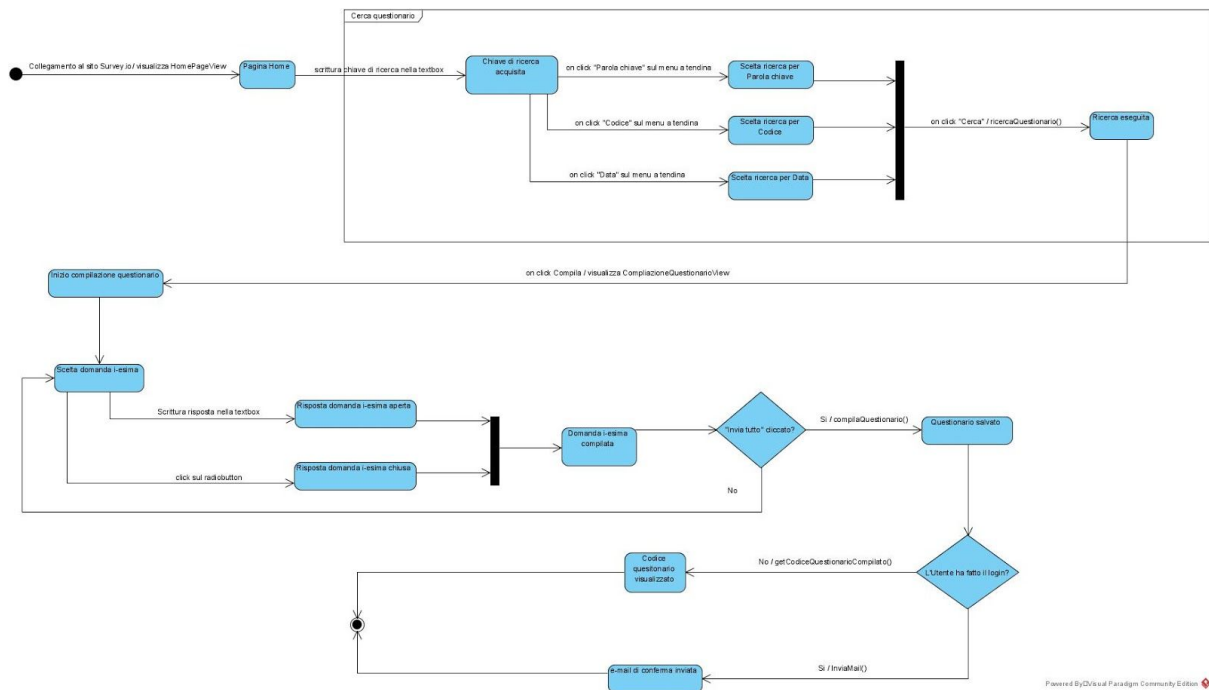 Cerca questionario
Collegamento al sito Survey.io / visualizza HomePageView
Pagina Home
scrittura chiave di ricerca nella textbox
Chiave di ricerca
acquisita
on click "Parola chiave" sul menu a tendina
Scelta ricerca per
Parola chiave
on click "Codice" sul menu a tendina
Scelta ricerca per
Codice
on click "Data" sul menu a tendina
Scelta ricerca per Data
on click "Cerca" / ricercaQuestionario()
Ricerca eseguita
on click Compila / visualizza CompliazioneQuestionarioView
Inizio compilazione questionario
Scelta domanda i-esima
Scrittura risposta nella textbox
Risposta domanda i-esima aperta
click sul radiobutton
Risposta domanda i-esima chiusa
Domanda i-esima
compilata
"Invia tutto" cliccato?
Si / compilaQuestionario()
Questionario salvato
No
L'Utente ha fatto il login?
No / getCodiceQuestionarioCompilato()
Codice
quesitonario
visualizzato
Si / InviaMail()
e-mail di conferma inviata
Powered By Visual Paradigm Community Edition